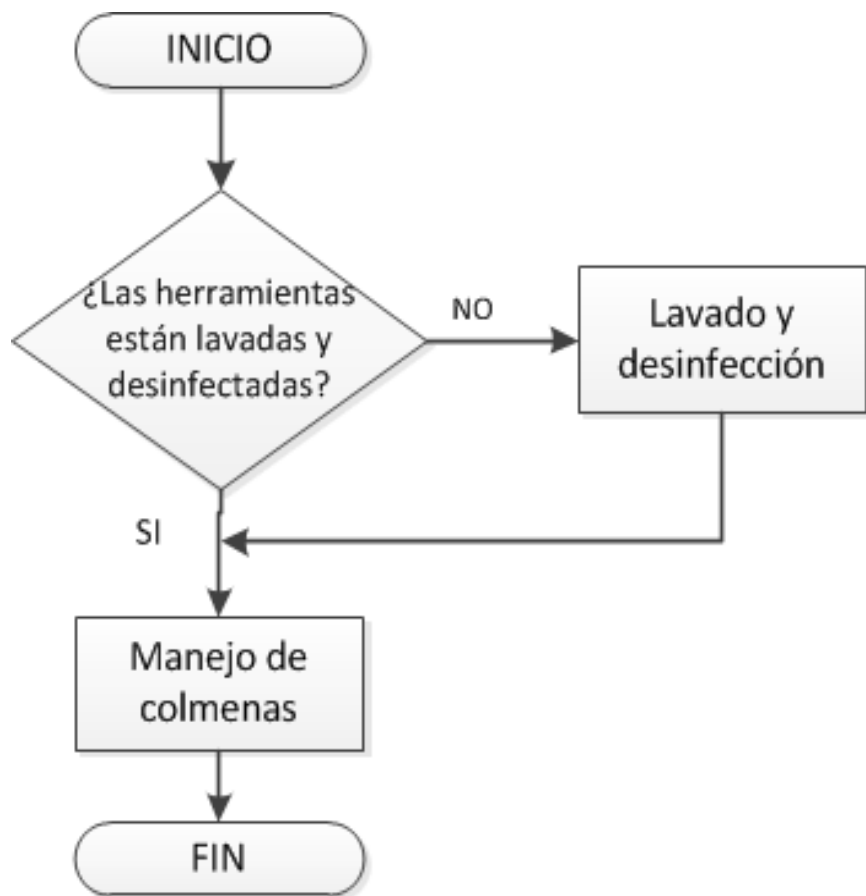 INICIO
¿Las herramientas
están lavadas y
desinfectadas?
NO
Lavado y
desinfección
SI
Manejo de
colmenas
FIN